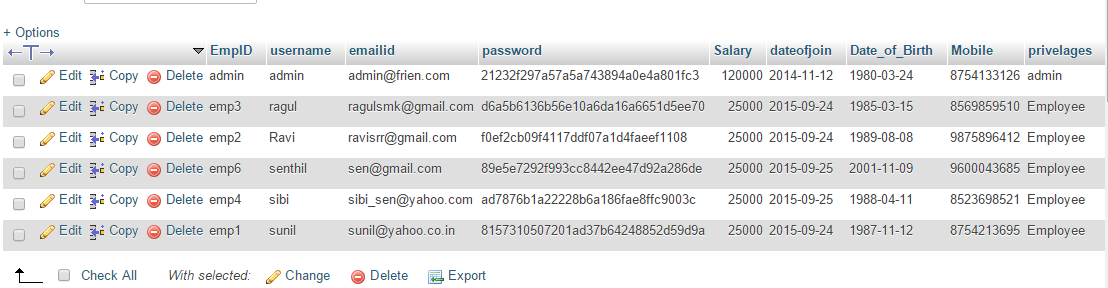 + Options
EmpID username emailid password Salary dateofjoin Date_of_Birth Mobile privelages
Edit Copy Delete admin admin admin@frien.com 21232f297a57a5a743894a0e4a801fc3 120000 2014-11-12 1980-03-24 8754133126 admin
Edit Copy Delete emp3 ragul ragulsmk@gmail.com d6a5b6136b56e10a6da16a6651d5ee70 25000 2015-09-24 1985-03-15 8569859510 Employee
Edit Copy Delete emp2 Ravi ravisrr@gmail.com f0ef2cb09f4117ddf07a1d4faeef1108 25000 2015-09-24 1989-08-08 9875896412 Employee
Edit Copy Delete emp6 senthil sen@gmail.com 89e5e7292f993cc8442ee47d92a286de 25000 2015-09-25 2001-11-09 9600043685 Employee
Edit Copy Delete emp4 sibi sibi_sen@yahoo.com ad7876b1a22228b6a186fae8ffc9003c 25000 2015-09-25 1988-04-11 8523698521 Employee
Edit Copy Delete emp1 sunil sunil@yahoo.co.in 8157310507201ad37b64248852d59d9a 25000 2015-09-24 1987-11-12 8754213695 Employee
Check All With selected: Change Delete Export